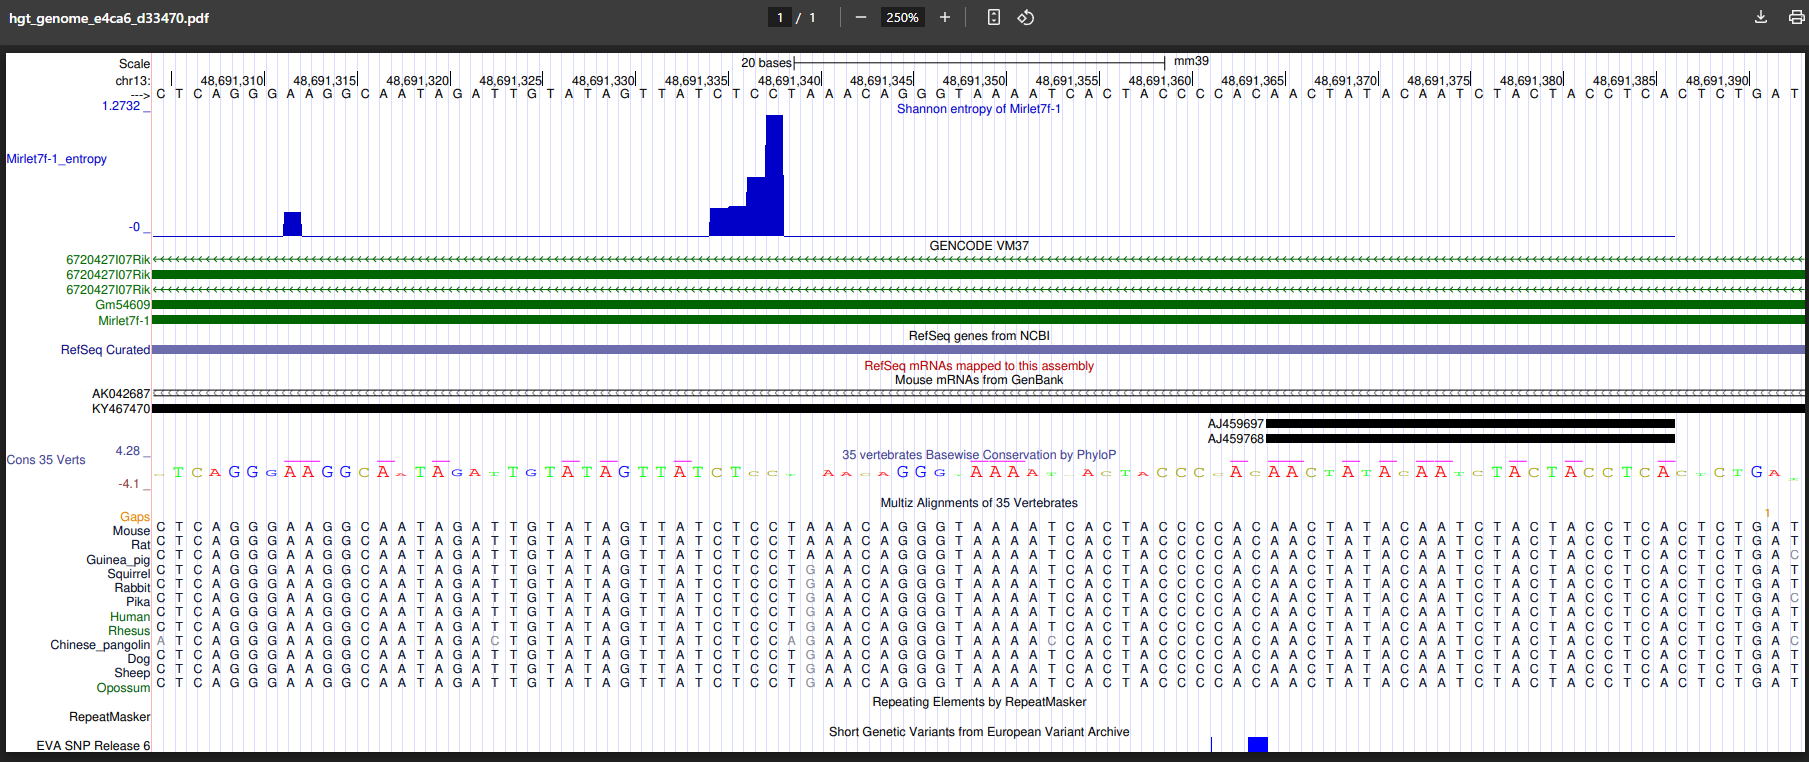 hgt_genome_e4ca6_d33470.pdf
1 / 1
250%
Scale 20 bases mm39
chr13: 48,691,310 48,691,315 48,691,320 48,691,325 48,691,330 48,691,335 48,691,340 48,691,345 48,691,350 48,691,355 48,691,360 48,691,365 48,691,370 48,691,375 48,691,380 48,691,385 48,691,390
---> C T C A G G G A A G G C A A T A G A T T G T A T A G T T A T C T C C T A A A C A G G G T A A A A T C A C T A C C C C A C A A C T A T A C A A T C T A C T A C C T C A C T C T G A T
1.2732 _
Shannon entropy of Mirlet7f-1
Mirlet7f-1_entropy
-0 _
GENCODE VM37
6720427I07Rik
6720427I07Rik
6720427I07Rik
Gm54609
Mirlet7f-1
RefSeq genes from NCBI
RefSeq Curated
RefSeq mRNAs mapped to this assembly
Mouse mRNAs from GenBank
AK042687
KY467470
AJ459697
AJ459768
4.28 _
35 vertebrates Basewise Conservation by PhyloP
Cons 35 Verts
T C A G G G A A G G C A A T A G A T T G T A T A G T T A T C T C C A A C A G G G A A A A A C T A C C C A C A A C T A T A C A A T C T A C T A C C T C A C T C T G A
-4.1 _
Multiz Alignments of 35 Vertebrates
Gaps 1
Mouse C T C A G G G A A G G C A A T A G A T T G T A T A G T T A T C T C C T A A A C A G G G T A A A A T C A C T A C C C C A C A A C T A T A C A A T C T A C T A C C T C A C T C T G A T
Rat C T C A G G G A A G G C A A T A G A T T G T A T A G T T A T C T C C T A A A C A G G G T A A A A T C A C T A C C C C A C A A C T A T A C A A T C T A C T A C C T C A C T C T G A T
Guinea_pig C T C A G G G A A G G C A A T A G A T T G T A T A G T T A T C T C C T A A A C A G G G T A A A A T C A C T A C C C C A C A A C T A T A C A A T C T A C T A C C T C A C T C T G A C
Squirrel C T C A G G G A A G G C A A T A G A T T G T A T A G T T A T C T C C T G A A C A G G G T A A A A T C A C T A C C C C A C A A C T A T A C A A T C T A C T A C C T C A C T C T G A T
Rabbit C T C A G G G A A G G C A A T A G A T T G T A T A G T T A T C T C C T G A A C A G G G T A A A A T C A C T A C C C C A C A A C T A T A C A A T C T A C T A C C T C A C T C T G A T
Pika C T C A G G G A A G G C A A T A G A T T G T A T A G T T A T C T C C T G A A C A G G G T A A A A T C A C T A C C C C A C A A C T A T A C A A T C T A C T A C C T C A C T C T G A C
Human C T C A G G G A A G G C A A T A G A T T G T A T A G T T A T C T C C T G A A C A G G G T A A A A T C A C T A C C C C A C A A C T A T A C A A T C T A C T A C C T C A C T C T G A T
Rhesus C T C A G G G A A G G C A A T A G A T T G T A T A G T T A T C T C C T G A A C A G G G T A A A A T C A C T A C C C C A C A A C T A T A C A A T C T A C T A C C T C A C T C T G A T
Chinese_pangolin A T C A G G G A A G G C A A T A G A C T G T A T A G T T A T C T C C A G A A C A G G G T A A A A C C A C T A C C C C A C A A C T A T A C A A T C T A C T A C C T C A C T C T G A C
Dog C T C A G G G A A G G C A A T A G A T T G T A T A G T T A T C T C C T G A A C A G G G T A A A A T C A C T A C C C C A C A A C T A T A C A A T C T A C T A C C T C A C T C T G A T
Sheep C T C A G G G A A G G C A A T A G A T T G T A T A G T T A T C T C C T G A A C A G G G T A A A A T C A C T A C C C C A C A A C T A T A C A A T C T A C T A C C T C A C T C T G A T
Opossum C T C A G G G A A G G C A A T A G A T T G T A T A G T T A T C T C C T G A A C A G G G T A A A A T C A C T A C C C C A C A A C T A T A C A A T C T A C T A C C T C A C T C T G A T
Repeating Elements by RepeatMasker
RepeatMasker
Short Genetic Variants from European Variant Archive
EVA SNP Release 6